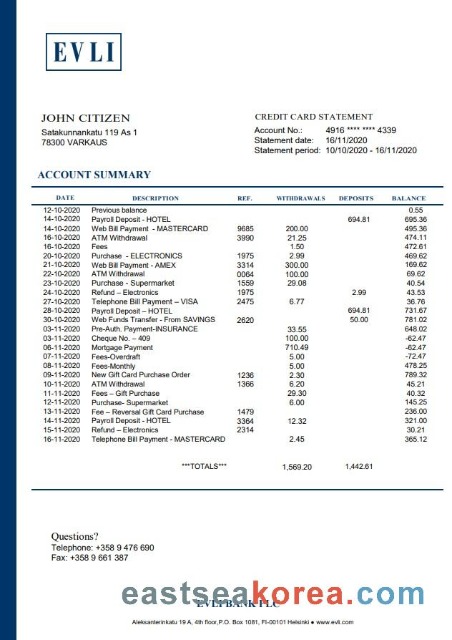 EVLI
JOHN CITIZEN
Satakunnankatu 119 As 1
78300 VARKAUS
CREDIT CARD STATEMENT
Account No.: 4916 **** **** 4339
Statement date: 16/11/2020
Statement period: 10/10/2020 - 16/11/2020
ACCOUNT SUMMARY
DATE DESCRIPTION REF. WITHDRAWALS DEPOSITS BALANCE
12-10-2020 Previous balance 0.55
14-10-2020 Payroll Deposit - HOTEL 694.81 695.36
14-10-2020 Web Bill Payment - MASTERCARD 9685 200.00 495.36
16-10-2020 ATM Withdrawal 3990 21.25 474.11
16-10-2020 Fees 1.50 472.61
20-10-2020 Purchase - ELECTRONICS 1975 2.99 469.62
21-10-2020 Web Bill Payment - AMEX 3314 300.00 169.62
22-10-2020 ATM Withdrawal 0064 100.00 69.62
23-10-2020 Purchase - Supermarket 1559 29.08 40.54
24-10-2020 Refund – Electronics 1975 2.99 43.53
27-10-2020 Telephone Bill Payment – VISA 2475 6.77 36.76
28-10-2020 Payroll Deposit – HOTEL 694.81 731.67
30-10-2020 Web Funds Transfer - From SAVINGS 2620 50.00 781.02
03-11-2020 Pre-Auth. Payment-INSURANCE 33.55 648.02
03-11-2020 Cheque No. – 409 100.00 -62.47
06-11-2020 Mortgage Payment 710.49 -62.47
07-11-2020 Fees-Overdraft 5.00 -72.47
08-11-2020 Fees-Monthly 5.00 478.25
09-11-2020 New Gift Card Purchase Order 1236 2.30 789.32
10-11-2020 ATM Withdrawal 1366 6.20 45.21
11-11-2020 Fees – Gift Purchase 29.30 40.32
12-11-2020 Purchase- Supermarket 6.00 145.25
13-11-2020 Fee – Reversal Gift Card Purchase 1479 236.00
14-11-2020 Payroll Deposit - HOTEL 3364 12.32 321.00
15-11-2020 Refund – Electronics 2314 30.21
16-11-2020 Telephone Bill Payment - MASTERCARD 2.45 365.12
***TOTALS*** 1,569.20 1,442.61
Questions?
Telephone: +358 9 476 690
Fax: +358 9 661 387
eastseakorea.com
EVLI BANK PLC
Aleksanterinkatu 19 A, 4th floor,P.O. Box 1081, FI-00101 Helsinki ● www.evli.com